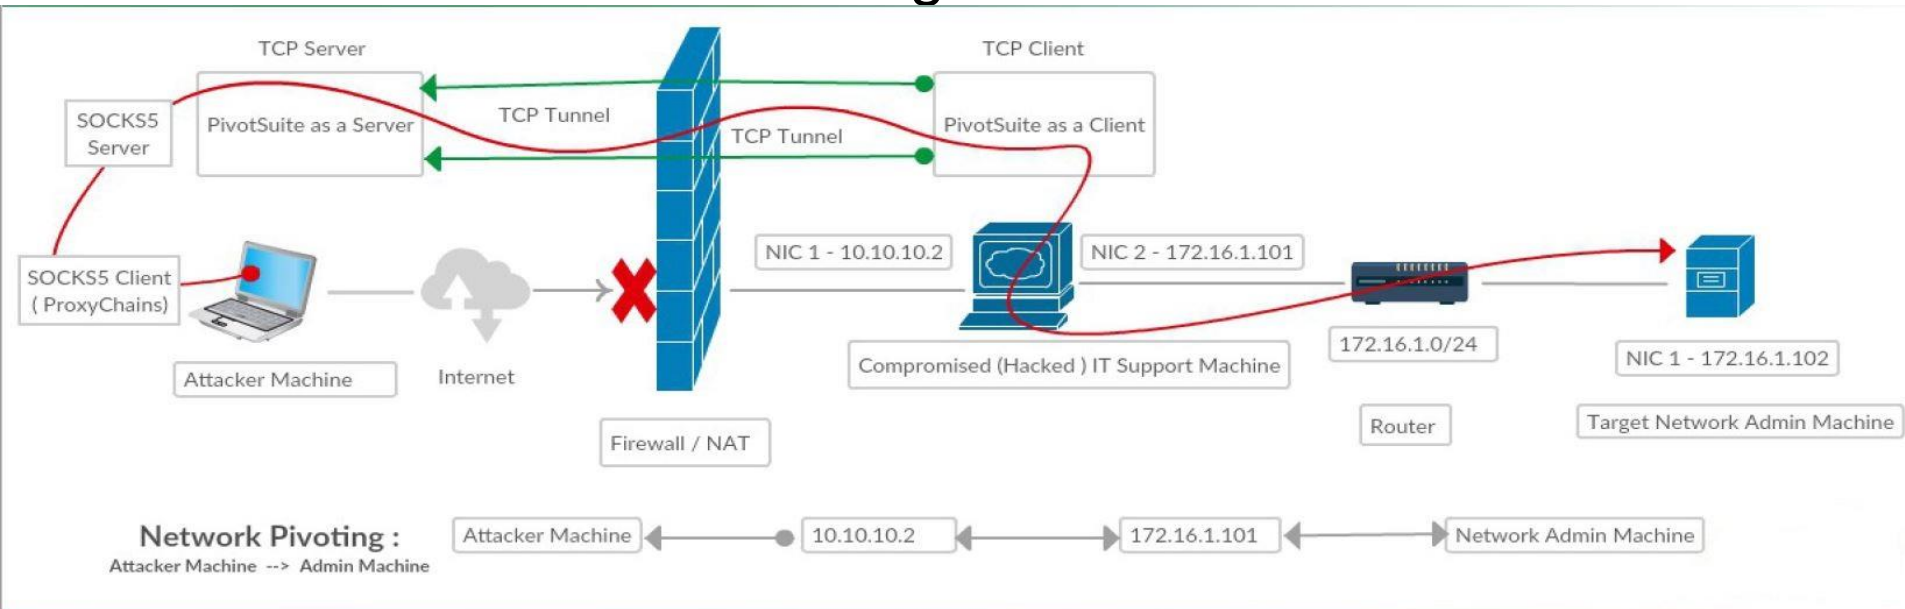 TCP Server
TCP Client
SOCKS5
Server
PivotSuite as a Server
TCP Tunnel
TCP Tunnel
PivotSuite as a Client
SOCKS5 Client
( ProxyChains)
NIC 1 - 10.10.10.2
NIC 2 - 172.16.1.101
Attacker Machine
Internet
Firewall / NAT
Compromised (Hacked ) IT Support Machine
172.16.1.0/24
Router
NIC 1 - 172.16.1.102
Target Network Admin Machine
Network Pivoting :
Attacker Machine --> Admin Machine
Attacker Machine
10.10.10.2
172.16.1.101
Network Admin Machine